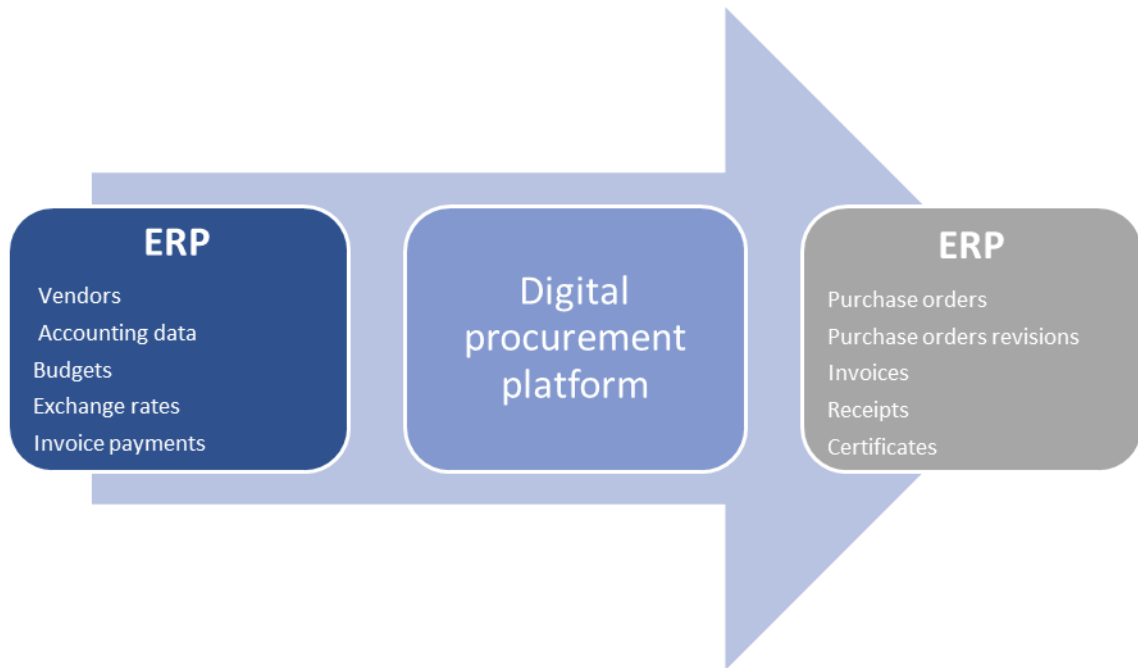 ERP
Vendors
Accounting data
Budgets
Exchange rates
Invoice payments
Digital
procurement
platform
ERP
Purchase orders
Purchase orders revisions
Invoices
Receipts
Certificates